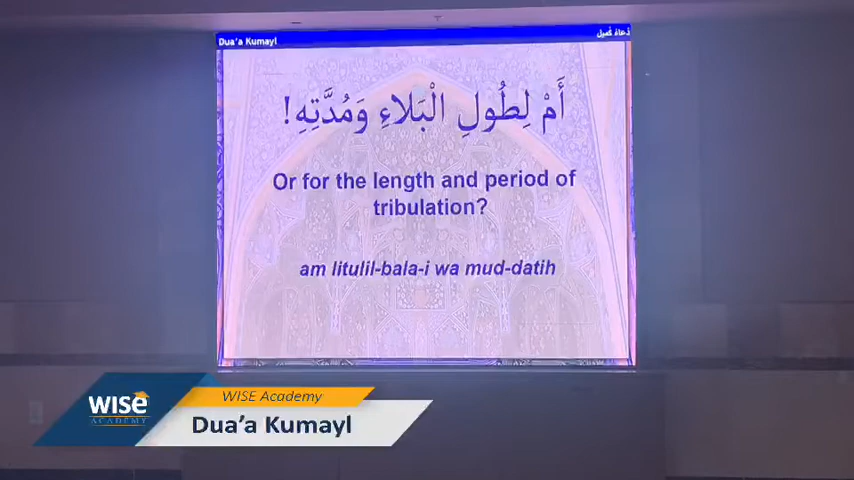 Dua'a Kumayl
دُعَاءُ كُمَيل
أَمْ لِطُولِ الْبَلاءِ وَمُدَّتِهِ!
Or for the length and period of
tribulation?
am litulil-bala-i wa mud-datih
WISE
ACADEMY
WISE Academy
Dua'a Kumayl